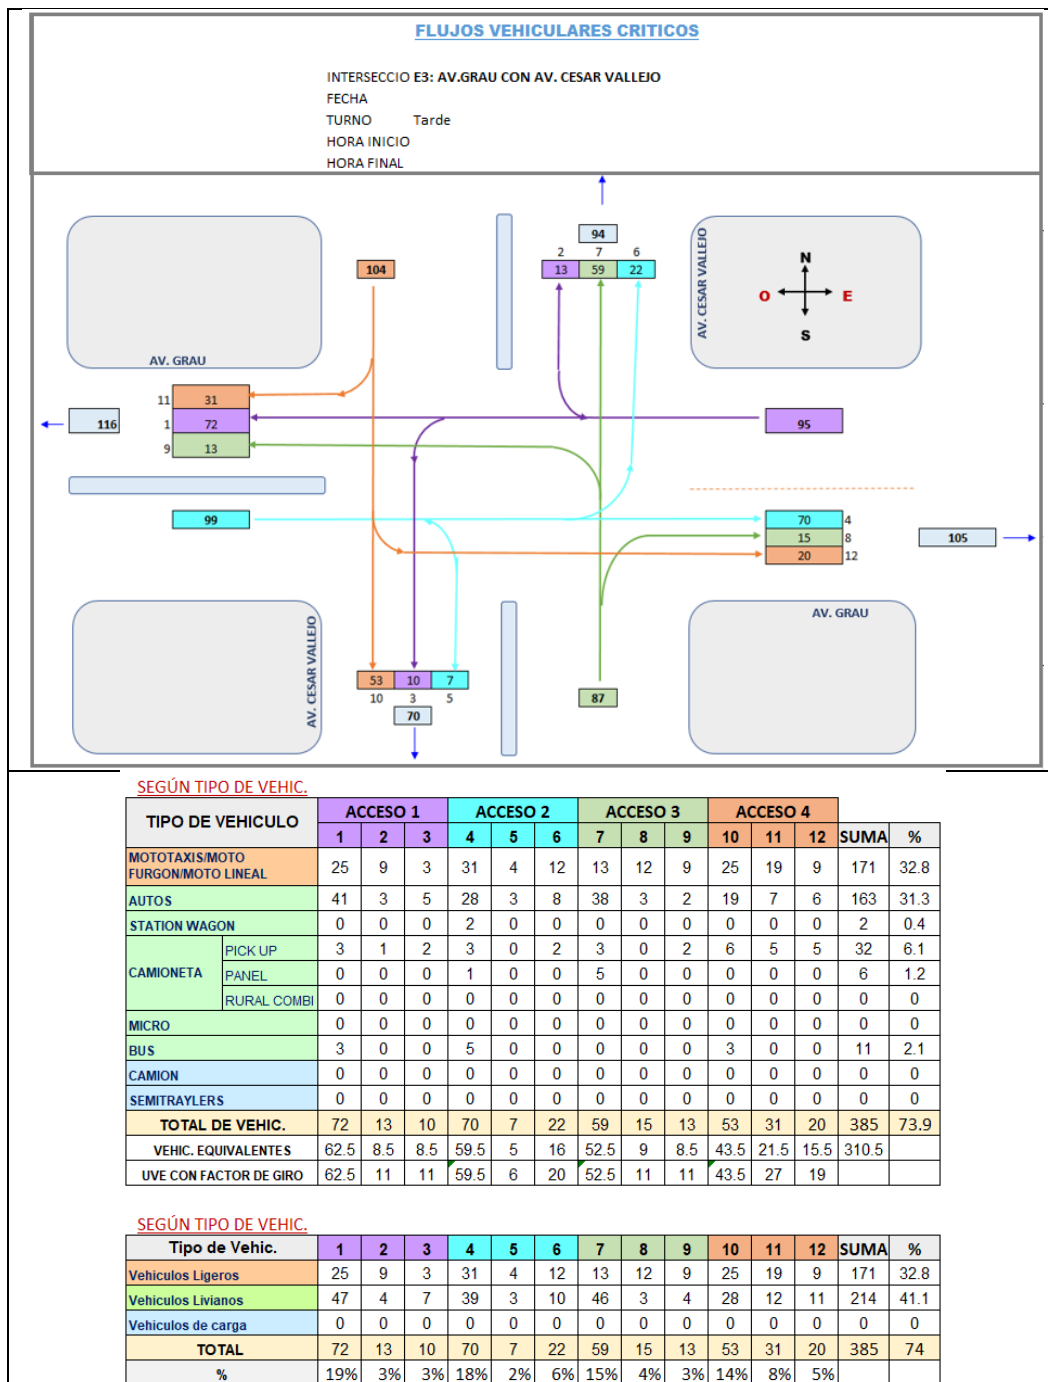 FLUJOS VEHICULARES CRITICOS
INTERSECCIO E3: AV.GRAU CON AV. CESAR VALLEJO
FECHA
TURNO Tarde
HORA INICIO
HORA FINAL
94
2 7 6
13 59 22
104
AV. CESAR VALLEJO
N
O E
S
AV. GRAU
11 31
116
1 72
9 13
95
99
70 4
15 8
20 12
105
AV. GRAU
AV. CESAR VALLEJO
53 10 7
10 3 5
70
87
SEGÚN TIPO DE VEHIC.
TIPO DE VEHICULO ACCESO 1 ACCESO 2 ACCESO 3 ACCESO 4
1 2 3 4 5 6 7 8 9 10 11 12 SUMA %
MOTOTAXIS/MOTO
FURGON/MOTO LINEAL 25 9 3 31 4 12 13 12 9 25 19 9 171 32.8
AUTOS 41 3 5 28 3 8 38 3 2 19 7 6 163 31.3
STATION WAGON 0 0 0 2 0 0 0 0 0 0 0 0 2 0.4
CAMIONETA PICK UP 3 1 2 3 0 2 3 0 2 6 5 5 32 6.1
PANEL 0 0 0 1 0 0 5 0 0 0 0 0 6 1.2
RURAL COMBI 0 0 0 0 0 0 0 0 0 0 0 0 0 0
MICRO 0 0 0 0 0 0 0 0 0 0 0 0 0 0
BUS 3 0 0 5 0 0 0 0 0 3 0 0 11 2.1
CAMION 0 0 0 0 0 0 0 0 0 0 0 0 0 0
SEMITRAYLERS 0 0 0 0 0 0 0 0 0 0 0 0 0 0
TOTAL DE VEHIC. 72 13 10 70 7 22 59 15 13 53 31 20 385 73.9
VEHIC. EQUIVALENTES 62.5 8.5 8.5 59.5 5 16 52.5 9 8.5 43.5 21.5 15.5 310.5
UVE CON FACTOR DE GIRO 62.5 11 11 59.5 6 20 52.5 11 11 43.5 27 19
SEGÚN TIPO DE VEHIC.
Tipo de Vehic. 1 2 3 4 5 6 7 8 9 10 11 12 SUMA %
Vehiculos Ligeros 25 9 3 31 4 12 13 12 9 25 19 9 171 32.8
Vehiculos Livianos 47 4 7 39 3 10 46 3 4 28 12 11 214 41.1
Vehiculos de carga 0 0 0 0 0 0 0 0 0 0 0 0 0 0
TOTAL 72 13 10 70 7 22 59 15 13 53 31 20 385 74
% 19% 3% 3% 18% 2% 6% 15% 4% 3% 14% 8% 5%